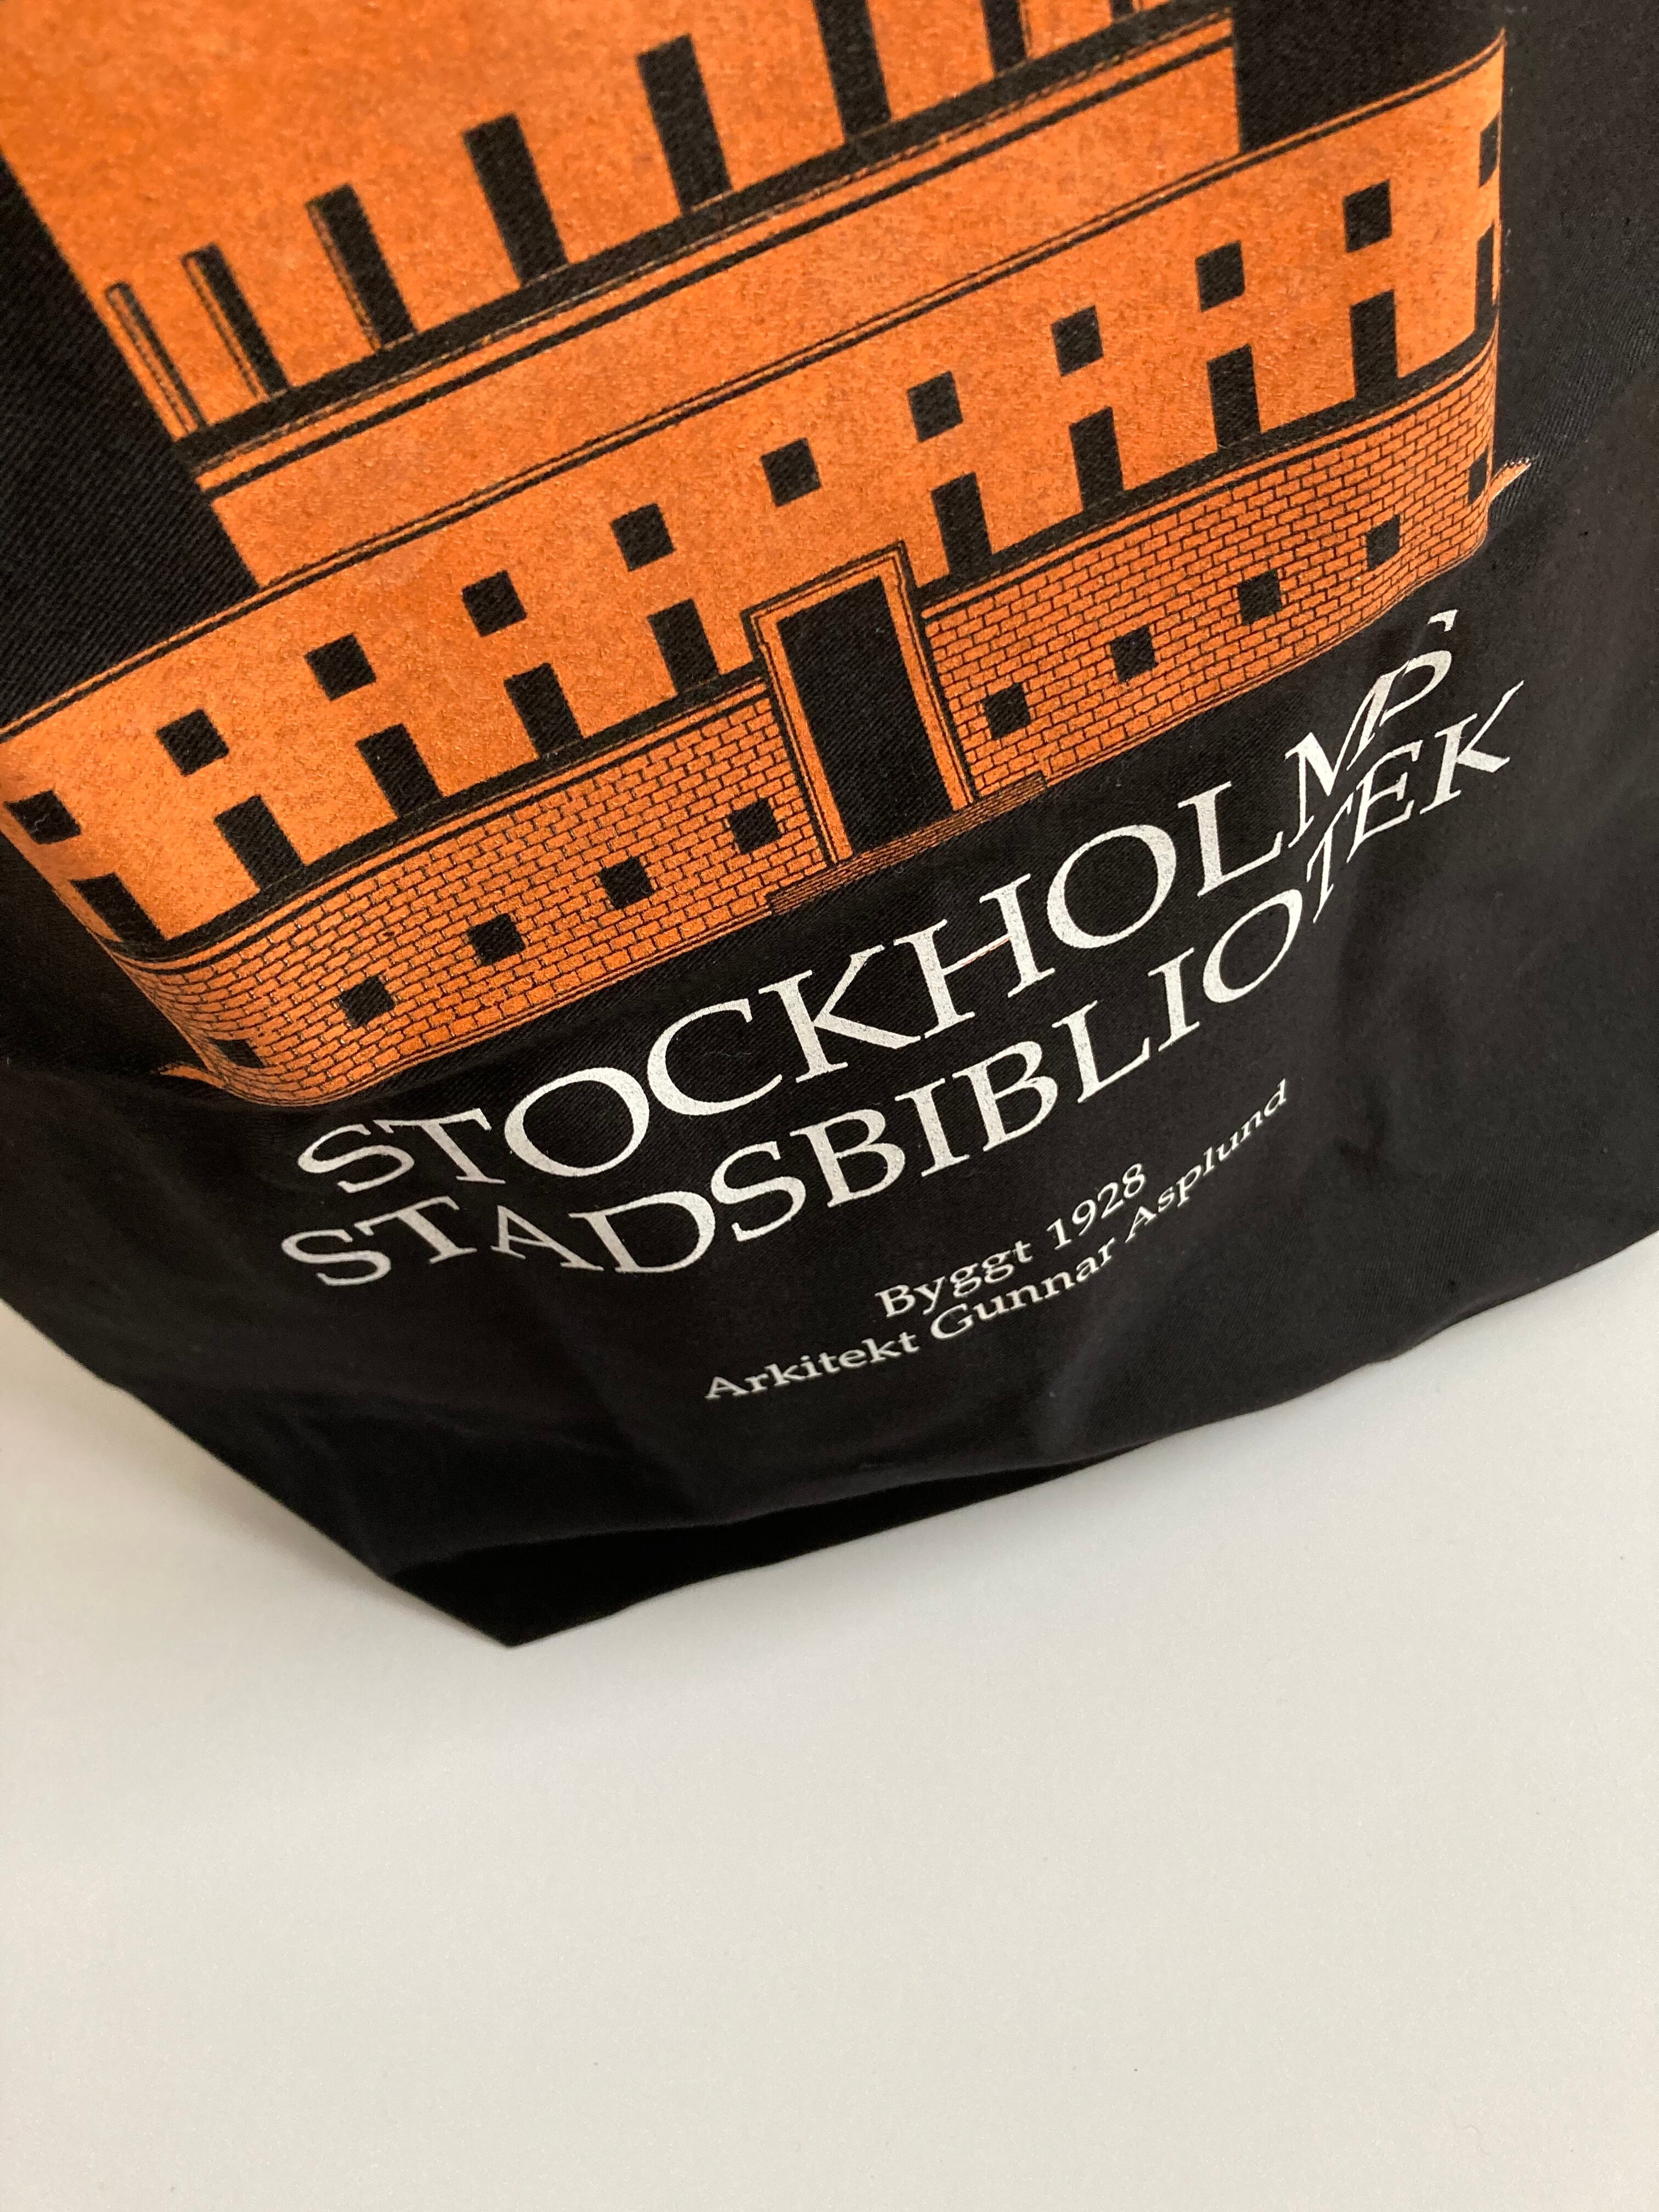 STOCKHOLMS
STADSBIBLIOTEK
Byggt 1928
Arkitekt Gunnar Asplund